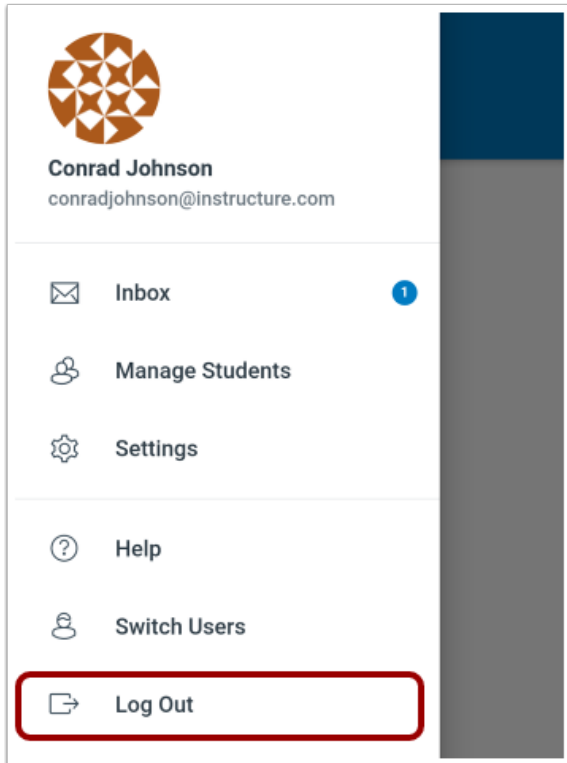 Conrad Johnson
conradjohnson@instructure.com
Inbox 1
Manage Students
Settings
Help
Switch Users
Log Out